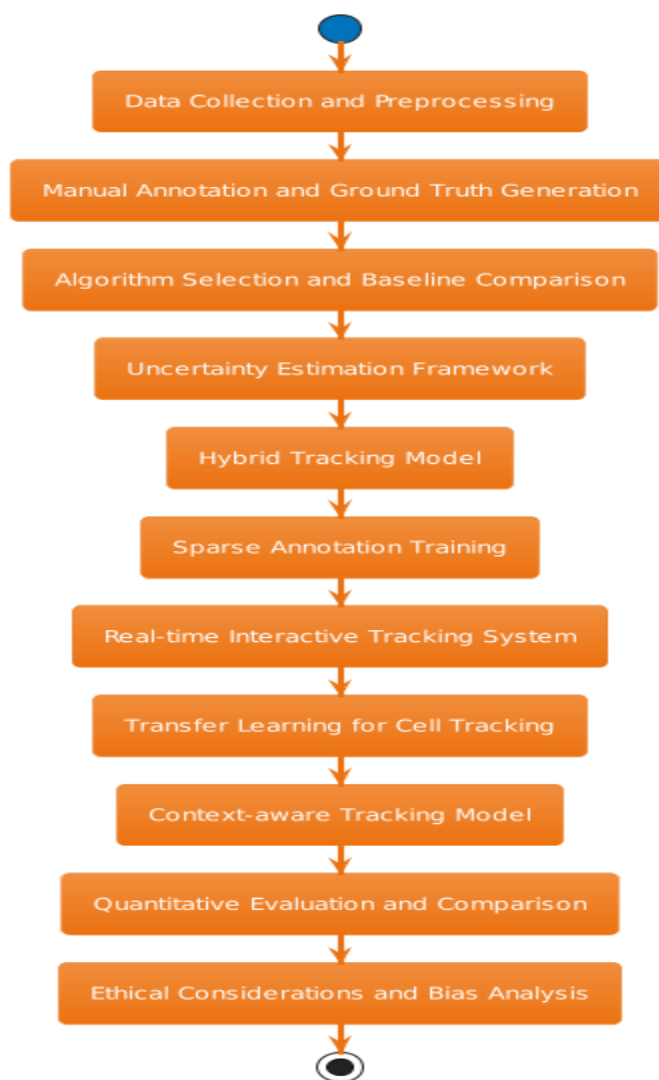 Data Collection and Preprocessing
Manual Annotation and Ground Truth Generation
Algorithm Selection and Baseline Comparison
Uncertainty Estimation Framework
Hybrid Tracking Model
Sparse Annotation Training
Real-time Interactive Tracking System
Transfer Learning for Cell Tracking
Context-aware Tracking Model
Quantitative Evaluation and Comparison
Ethical Considerations and Bias Analysis